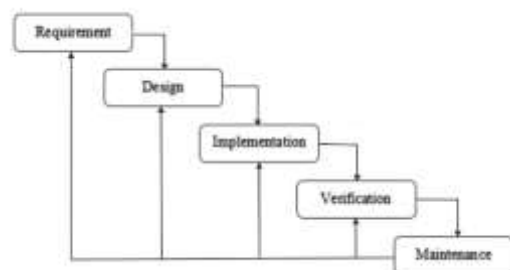 Requirement
Design
Implementation
Verification
Maintenance